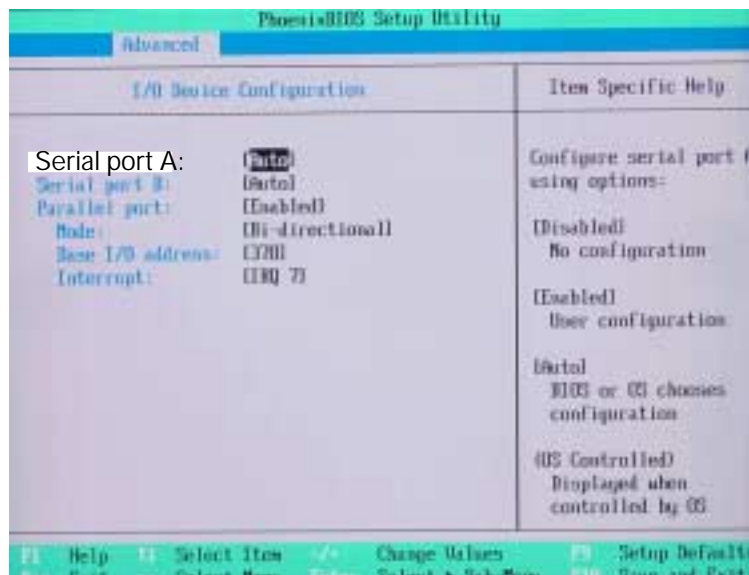 PhoenixBIOS Setup Utility
Advanced
I/O Device Configuration
Item Specific Help
Serial port A: [Auto]
Serial port B: [Auto]
Parallel port: [Enabled]
Mode: [Bi-directional]
Base I/O address: [378]
Interrupt: [IRQ 7]
Configure serial port
using options:
[Disabled]
No configuration
[Enabled]
User configuration
[Auto]
BIOS or OS chooses
configuration
(OS Controlled)
Displayed when
controlled by OS
F1 Help Select Item -/+ Change Values Setup Defaults